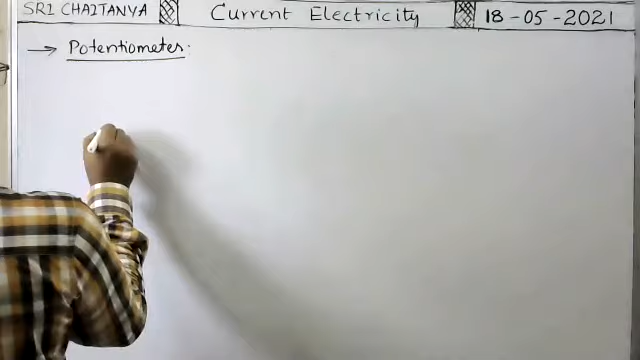 SRI CHAITANYA Current Electricity 18-05-2021
→ Potentiometer: